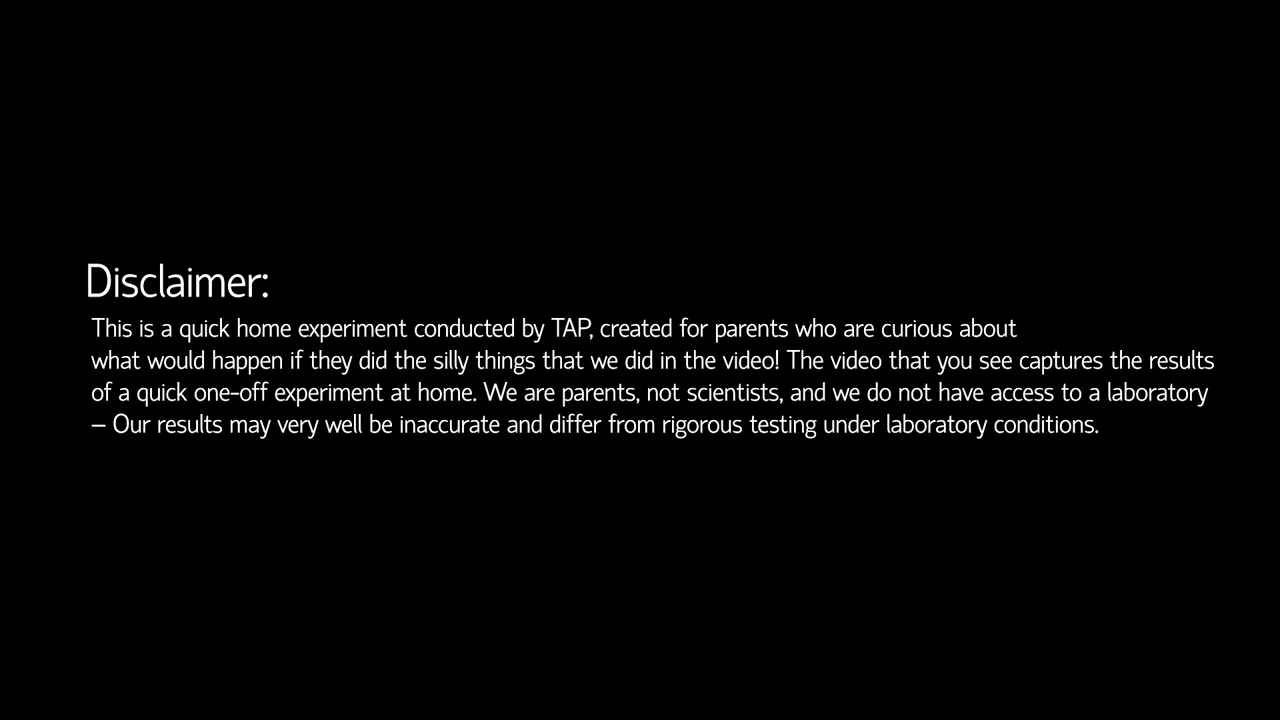 Disclaimer:
This is a quick home experiment conducted by TAP, created for parents who are curious about
what would happen if they did the silly things that we did in the video! The video that you see captures the results
of a quick one-off experiment at home. We are parents, not scientists, and we do not have access to a laboratory
– Our results may very well be inaccurate and differ from rigorous testing under laboratory conditions.